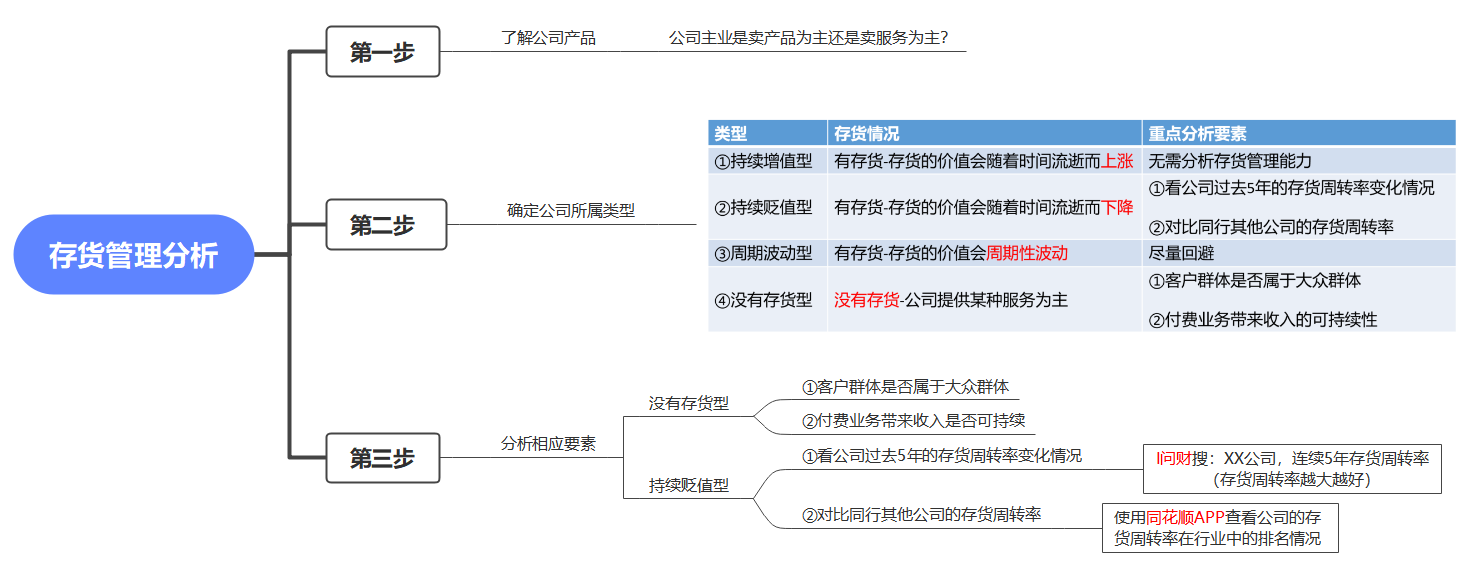 存货管理分析
第一步
了解公司产品
公司主业是卖产品为主还是卖服务为主？
第二步
确定公司所属类型
类型 存货情况 重点分析要素
①持续增值型 有存货-存货的价值会随着时间流逝而上涨 无需分析存货管理能力
②持续贬值型 有存货-存货的价值会随着时间流逝而下降
①看公司过去5年的存货周转率变化情况
②对比同行其他公司的存货周转率
③周期波动型 有存货-存货的价值会周期性波动 尽量回避
④没有存货型 没有存货-公司提供某种服务为主
①客户群体是否属于大众群体
②付费业务带来收入的可持续性
第三步
分析相应要素
没有存货型
①客户群体是否属于大众群体
②付费业务带来收入是否可持续
持续贬值型
①看公司过去5年的存货周转率变化情况
I问财搜：XX公司，连续5年存货周转率
（存货周转率越大越好）
②对比同行其他公司的存货周转率
使用同花顺APP查看公司的存
货周转率在行业中的排名情况